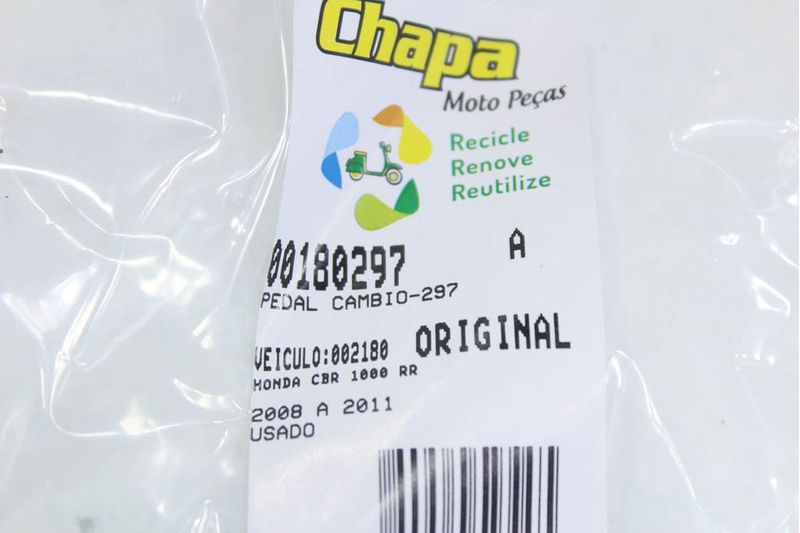 Chapa
Moto Peças
Recicle
Renove
Reutilize
00180297 A
PEDAL CAMBIO-297
VEICULO:002180 ORIGINAL
HONDA CBR 1000 RR
2008 A 2011
USADO